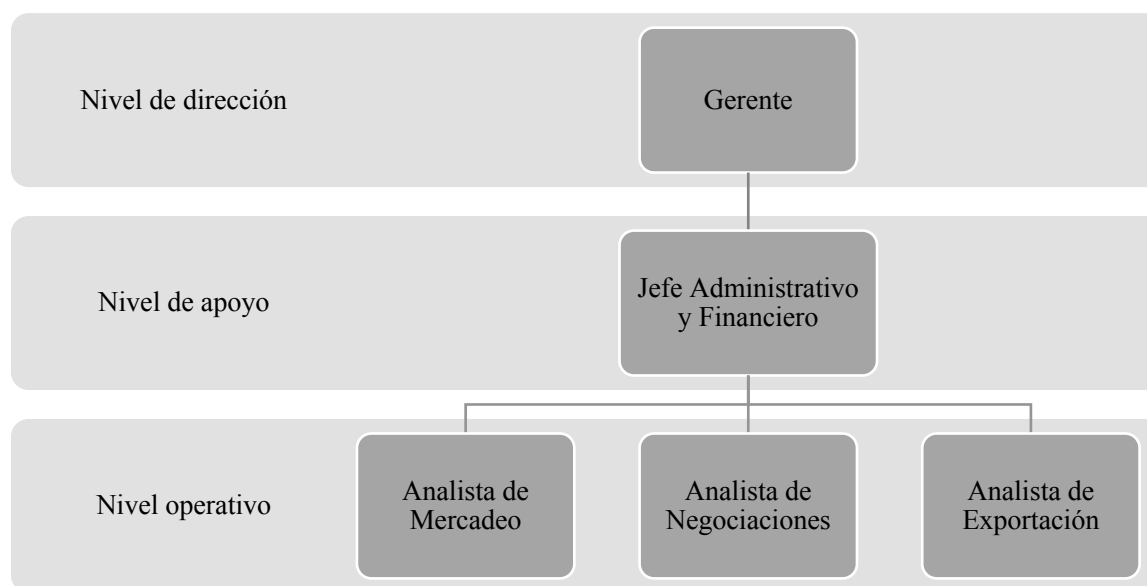 Nivel de dirección
Gerente
Nivel de apoyo
Jefe Administrativo
y Financiero
Nivel operativo
Analista de
Mercadeo
Analista de
Negociaciones
Analista de
Exportación